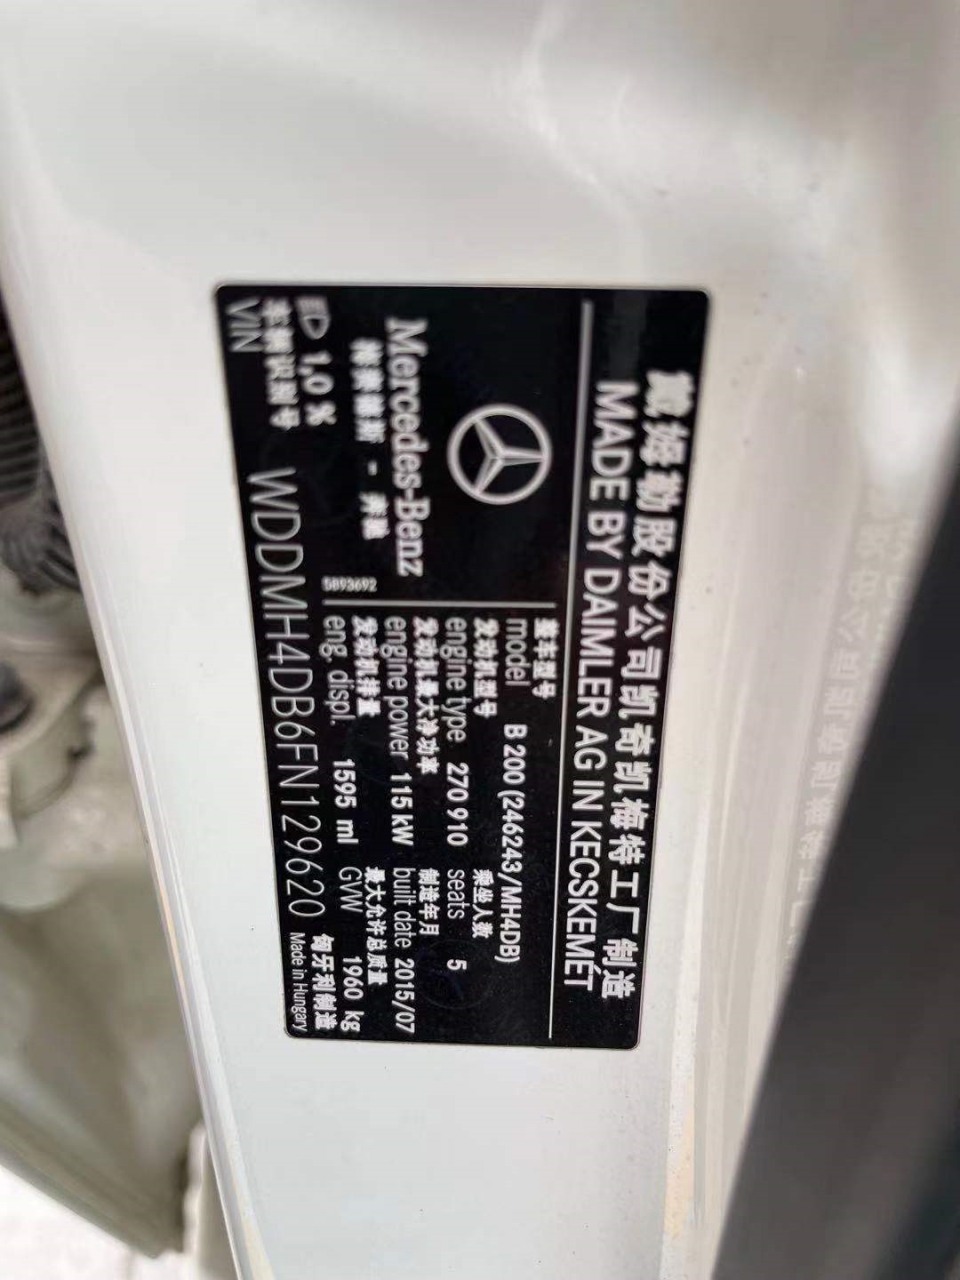 戴姆勒股份公司凯奇凯梅特工厂制造
MADE BY DAIMLER AG IN KECSKEMÉT
Mercedes-Benz
梅赛德斯 - 奔驰
5893692
整车型号
model B 200 (246243/MH4DB)
发动机型号 乘坐人数
engine type 270 910 seats 5
发动机最大净功率 制造年月
engine power 115 kW built date 2015/07
发动机排量 最大允许总质量
eng. displ. 1595 ml GVW 1960 kg
1,0 %
车辆识别号 匈牙利制造
VIN WDDMH4DB6FN129620 Made in Hungary